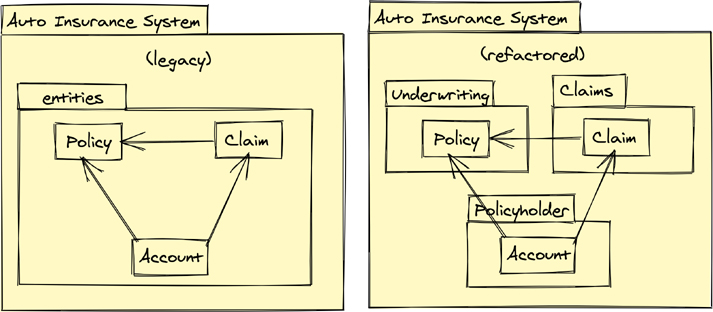 Auto Insurance System
(legacy)
entities
Policy
Claim
Account
Auto Insurance System
(refactored)
Underwriting
Claims
Policy
Claim
Policyholder
Account